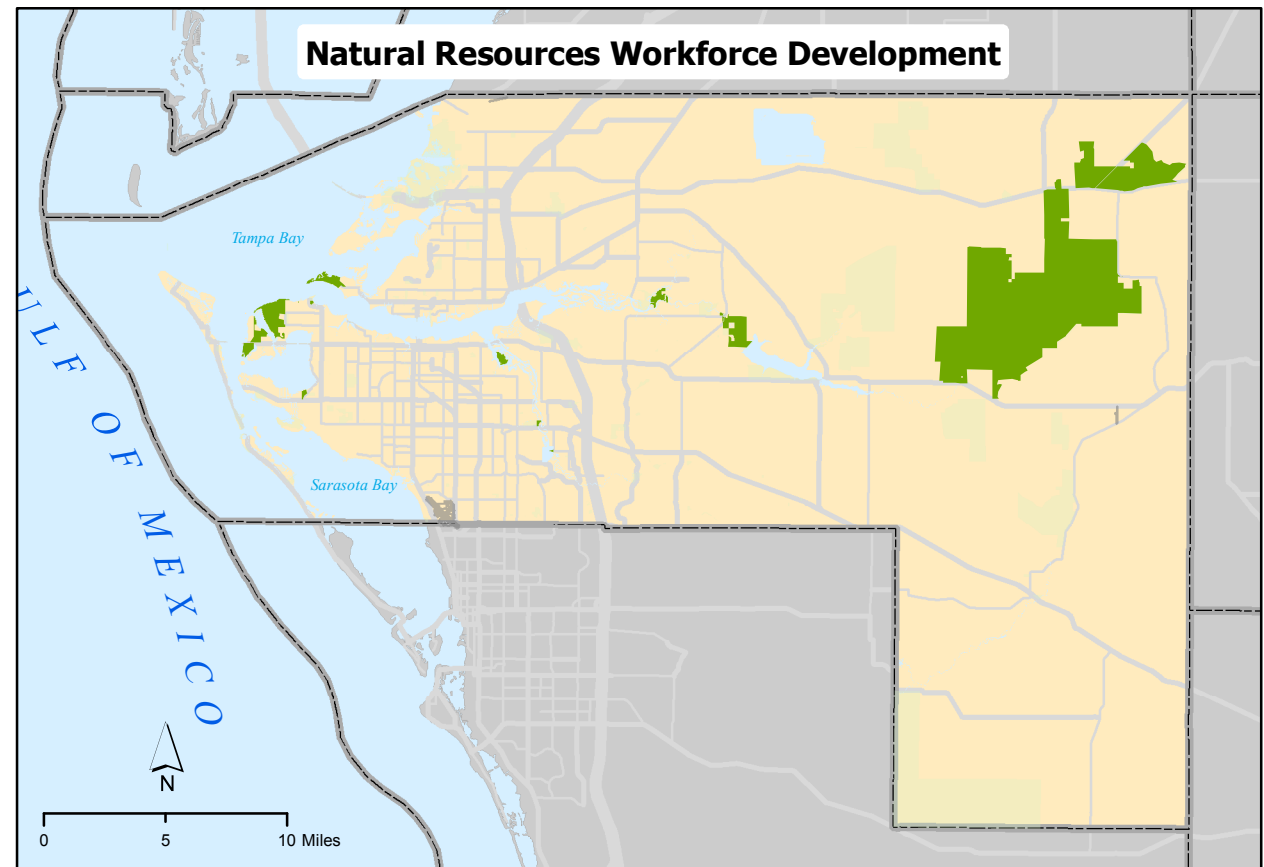 Natural Resources Workforce Development
Tampa Bay
ULF OF MEXICO
Sarasota Bay
N
0 5 10 Miles